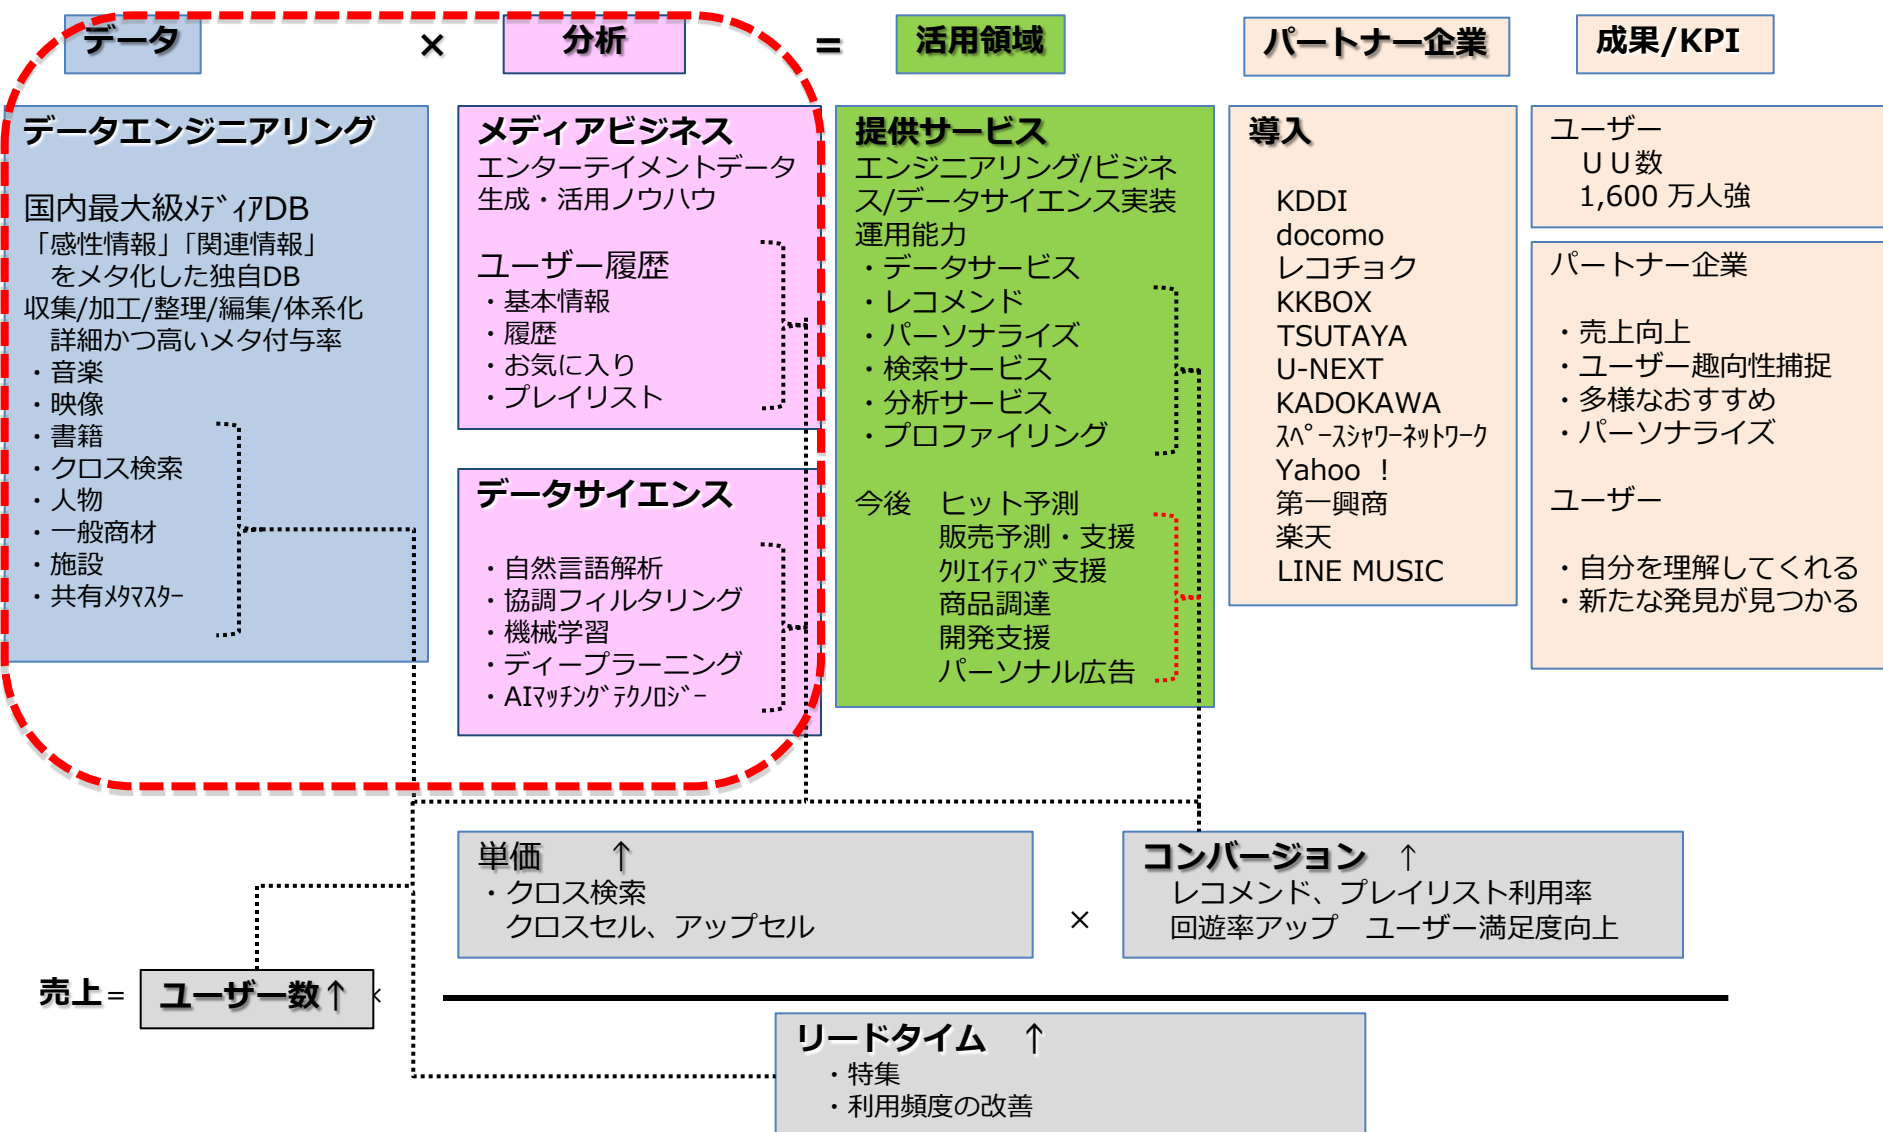 データ
×
分析
=
活用領域
パートナー企業
成果/KPI
データエンジニアリング
国内最大級ﾒﾃﾞｨｱDB
「感性情報」「関連情報」
をメタ化した独自DB
収集/加工/整理/編集/体系化
詳細かつ高いメタ付与率
・音楽
・映像
・書籍
・クロス検索
・人物
・一般商材
・施設
・共有ﾒﾀﾏｽﾀｰ
メディアビジネス
エンターテイメントデータ
生成・活用ノウハウ
ユーザー履歴
・基本情報
・履歴
・お気に入り
・プレイリスト
データサイエンス
・自然言語解析
・協調フィルタリング
・機械学習
・ディープラーニング
・AIﾏｯﾁﾝｸﾞﾃｸﾉﾛｼﾞｰ
提供サービス
エンジニアリング/ビジネ
ス/データサイエンス実装
運用能力
・データサービス
・レコメンド
・パーソナライズ
・検索サービス
・分析サービス
・プロファイリング
今後 ヒット予測
販売予測・支援
ｸﾘｴｲﾃｨﾌﾞ支援
商品調達
開発支援
パーソナル広告
導入
KDDI
docomo
レコチョク
KKBOX
TSUTAYA
U-NEXT
KADOKAWA
ｽﾍﾟｰｽｼｬﾜｰﾈｯﾄﾜｰｸ
Yahoo !
第一興商
楽天
LINE MUSIC
ユーザー
ＵＵ数
1,600 万人強
パートナー企業
・売上向上
・ユーザー趣向性捕捉
・多様なおすすめ
・パーソナライズ
ユーザー
・自分を理解してくれる
・新たな発見が見つかる
単価 ↑
・クロス検索
クロスセル、アップセル
×
コンバージョン ↑
レコメンド、プレイリスト利用率
回遊率アップ ユーザー満足度向上
売上= ユーザー数↑ ×
リードタイム ↑
・特集
・利用頻度の改善